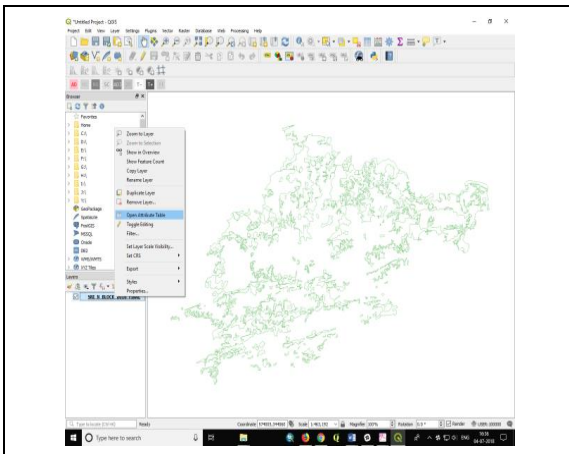 *Untitled Project - QGIS
Project Edit View Layer Settings Plugins Vector Raster Database Web Processing Help
Browser
Favorites
Home
GeoPackage
SpatiaLite
PostGIS
MSSQL
Oracle
DB2
WMS/WMTS
XYZ Tiles
Zoom to Layer
Zoom to Selection
Show in Overview
Show Feature Count
Copy Layer
Rename Layer
Duplicate Layer
Remove Layer...
Open Attribute Table
Toggle Editing
Filter...
Set Layer Scale Visibility...
Set CRS
Export
Styles
Properties...
Layers
Type to locate (Ctrl+K)
Ready
Coordinate
Scale
Magnifier 100%
Rotation 0.0 °
Render
Type here to search
ENG
04-07-2018